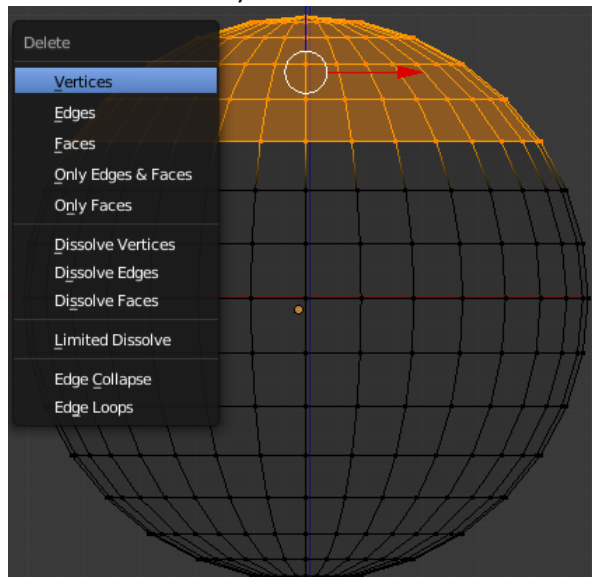 Delete
Vertices
Edges
Faces
Only Edges & Faces
Only Faces
Dissolve Vertices
Dissolve Edges
Dissolve Faces
Limited Dissolve
Edge Collapse
Edge Loops